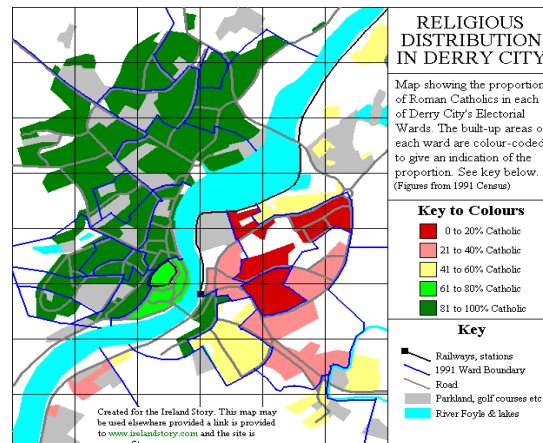 RELIGIOUS
DISTRIBUTION
IN DERRY CITY
Map showing the proportion
of Roman Catholics in each
of Derry City's Electorial
Wards. The built-up areas o
each ward are colour-coded
to give an indication of the
proportion. See key below.
(Figures from 1991 Census)
Key to Colours
0 to 20% Catholic
21 to 40% Catholic
41 to 60% Catholic
61 to 80% Catholic
81 to 100% Catholic
Key
Railways, stations
1991 Ward Boundary
Road
Parkland, golf courses etc
River Foyle & lakes
Created for the Ireland Story. This map may
be used elsewhere provided a link is provided
to www.irelandstory.com and the site is